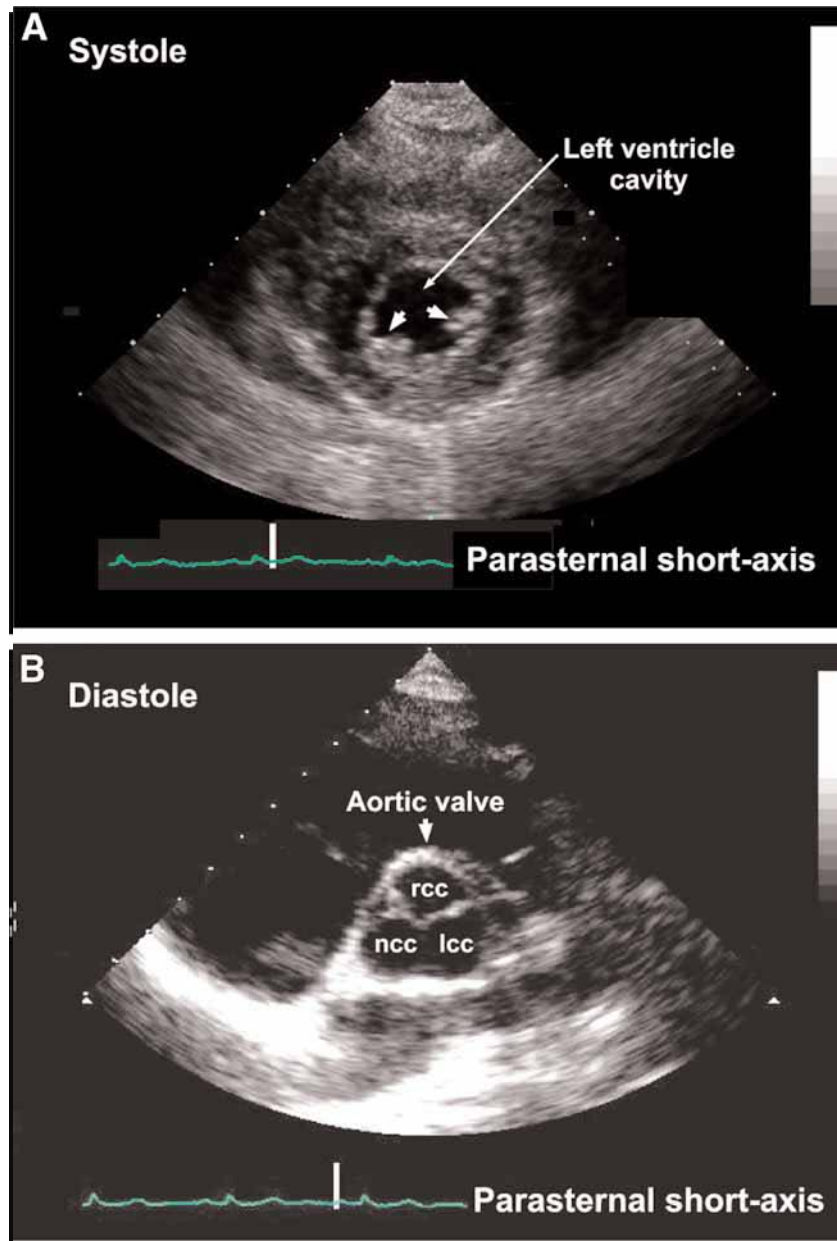 A
Systole
Left ventricle
cavity
Parasternal short-axis
B
Diastole
Aortic valve
rcc
ncc lcc
Parasternal short-axis